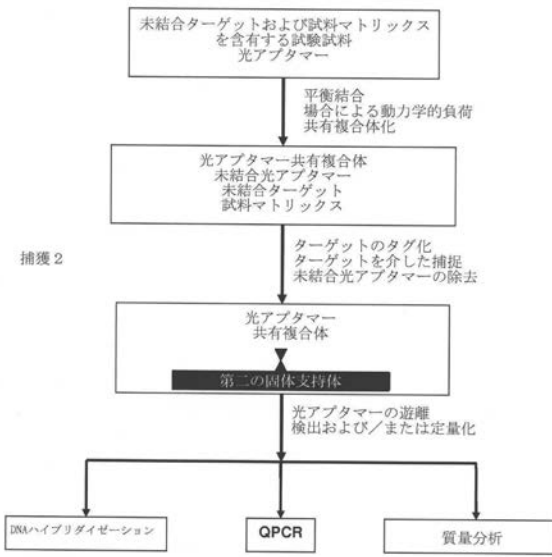 未結合ターゲットおよび試料マトリックス
を含有する試験試料
光アプタマー
平衡結合
場合による動力学的負荷
共有複合体化
光アプタマー共有複合体
未結合光アプタマー
未結合ターゲット
試料マトリックス
捕獲2
ターゲットのタグ化
ターゲットを介した捕捉
未結合光アプタマーの除去
光アプタマー
共有複合体
第二の固体支持体
光アプタマーの遊離
検出および/または定量化
DNAハイブリダイゼーション
QPCR
質量分析